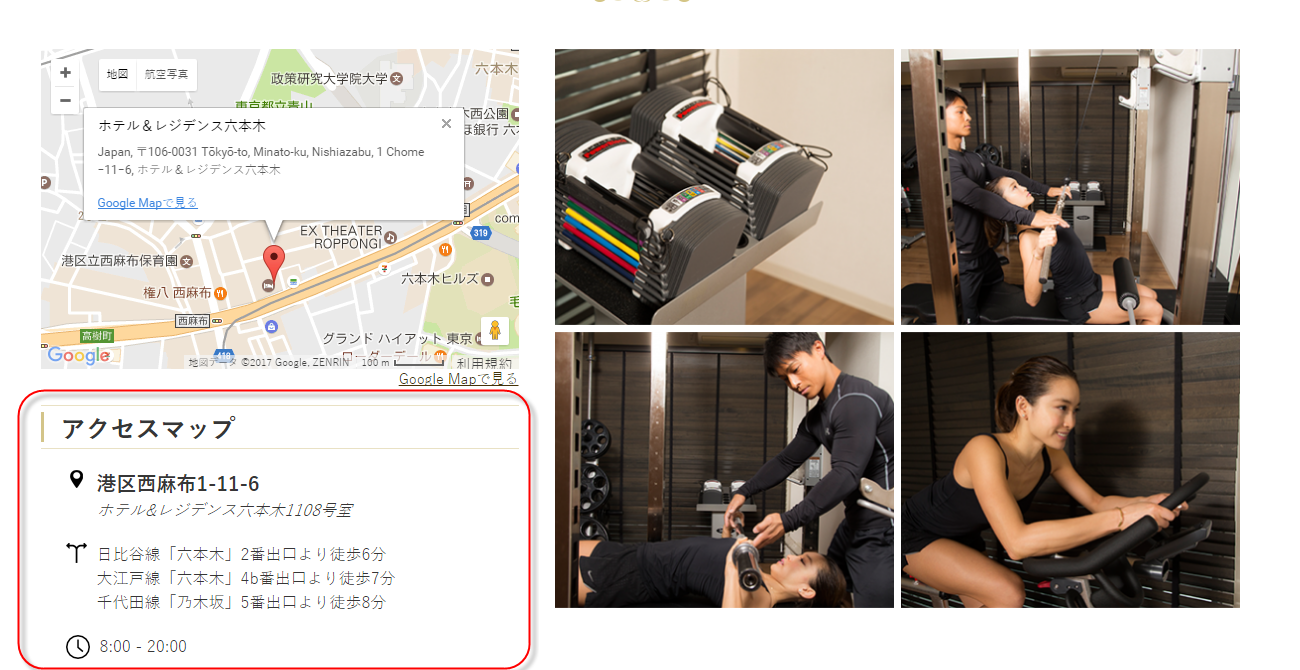 地図 航空写真
政策研究大学院大学
六本木
東京都立青山
木西公園
ほ銀行 六本
ホテル＆レジデンス六本木
Japan, 〒106-0031 Tōkyō-to, Minato-ku, Nishiazabu, 1 Chome
−11−6, ホテル＆レジデンス六本木
Google Mapで見る
com
EX THEATER
ROPPONGI
319
港区立西麻布保育園
六本木ヒルズ
権八 西麻布
毛
西麻布
高樹町
グランド ハイアット 東京
Google
地図データ ©2017 Google, ZENRIN 100 m 利用規約
Google Mapで見る
アクセスマップ
港区西麻布1-11-6
ホテル&レジデンス六本木1108号室
日比谷線「六本木」2番出口より徒歩6分
大江戸線「六本木」4b番出口より徒歩7分
千代田線「乃木坂」5番出口より徒歩8分
8:00 - 20:00